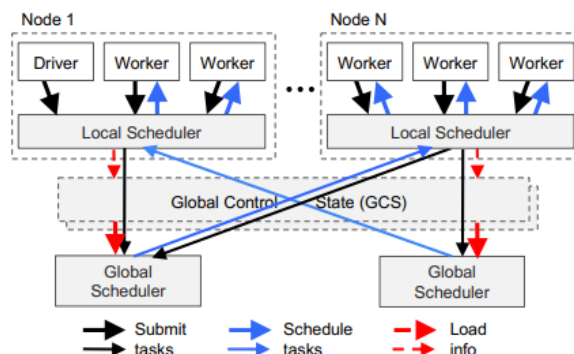 Node 1
Node N
Driver
Worker
Worker
...
Worker
Worker
Worker
Local Scheduler
Local Scheduler
Global Control State (GCS)
Global
Scheduler
Global
Scheduler
Submit
tasks
Schedule
tasks
Load
info